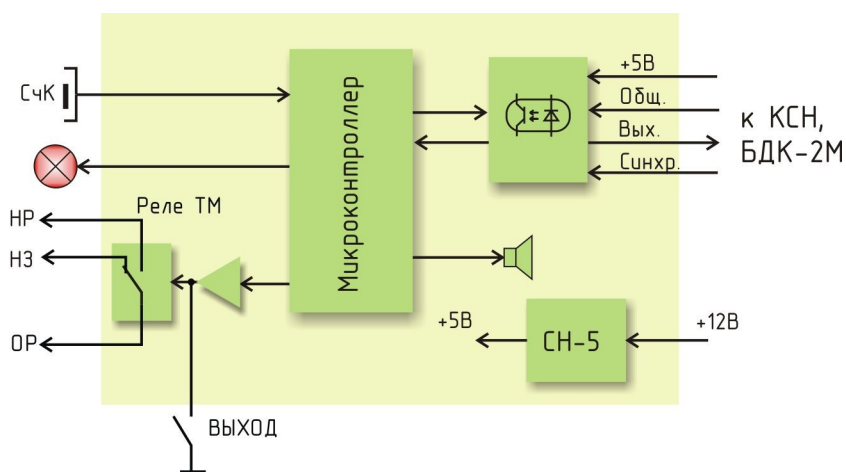 СчК
Микроконтроллер
+5В
Общ.
Вых.
Синхр.
к КСН,
БДК-2М
Реле ТМ
НР
НЗ
ОР
+5В
СН-5
+12В
ВЫХОД